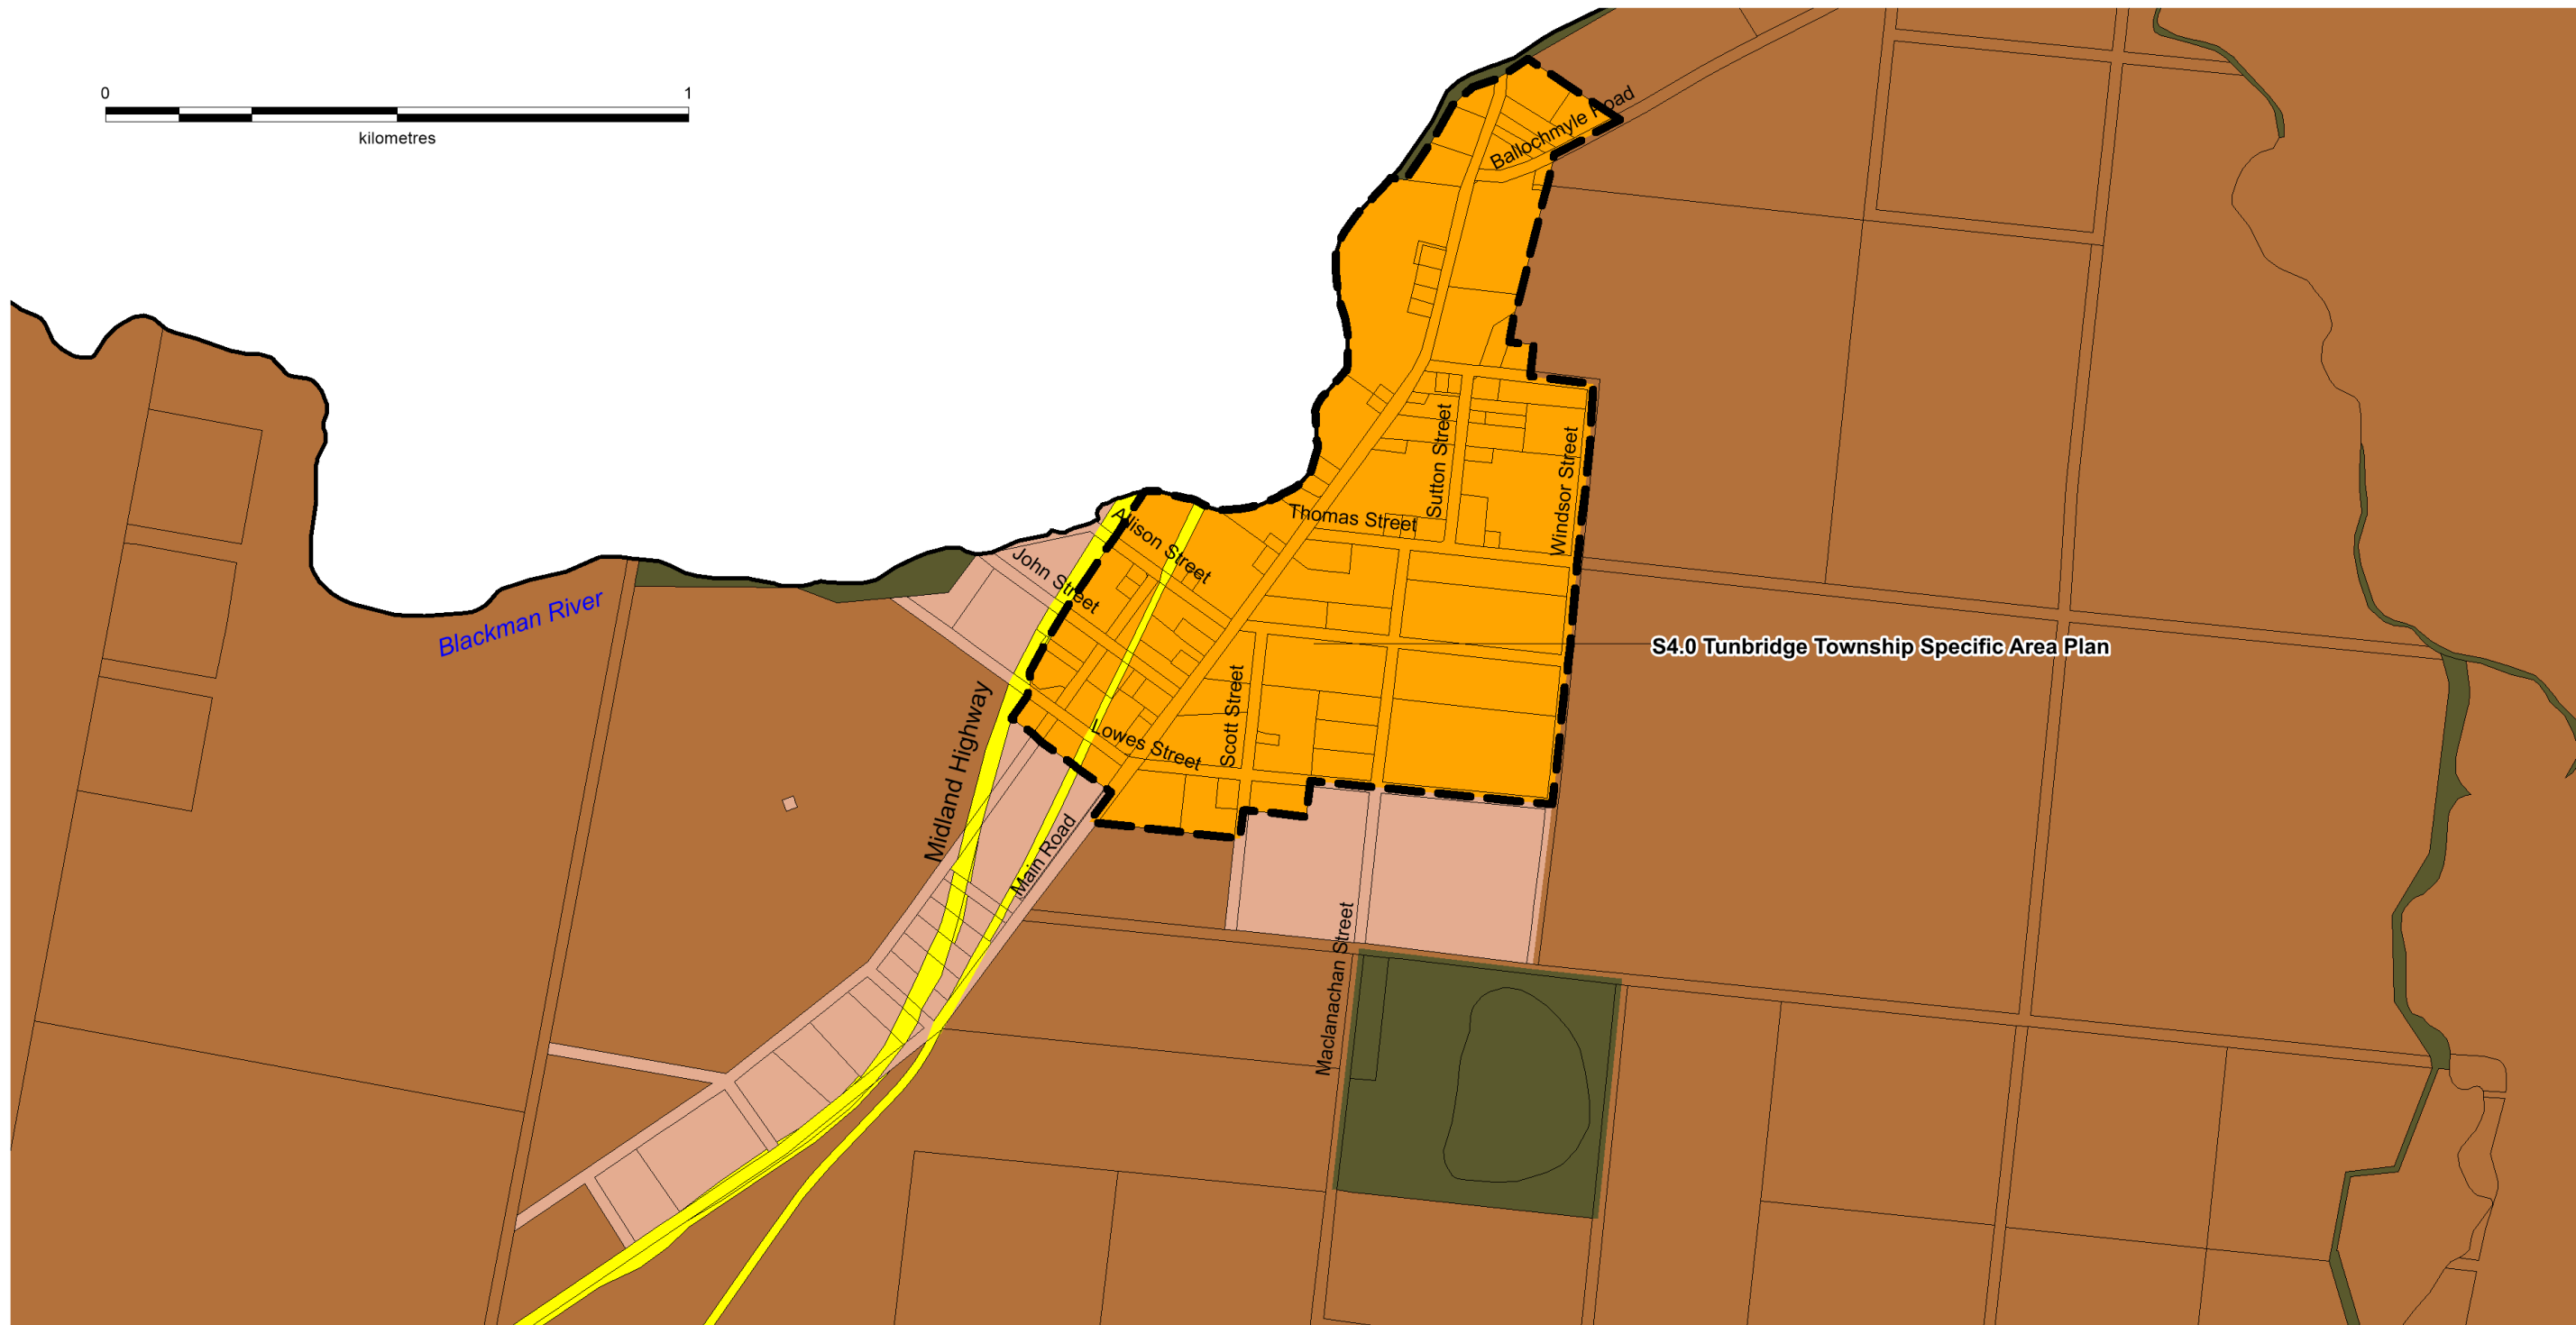 0 1
kilometres
Ballochmyle Road
Sutton Street
Windsor Street
Thomas Street
Allison Street
John Street
Blackman River
S4.0 Tunbridge Township Specific Area Plan
Scott Street
Lowes Street
Midland Highway
Main Road
Maclanachan Street